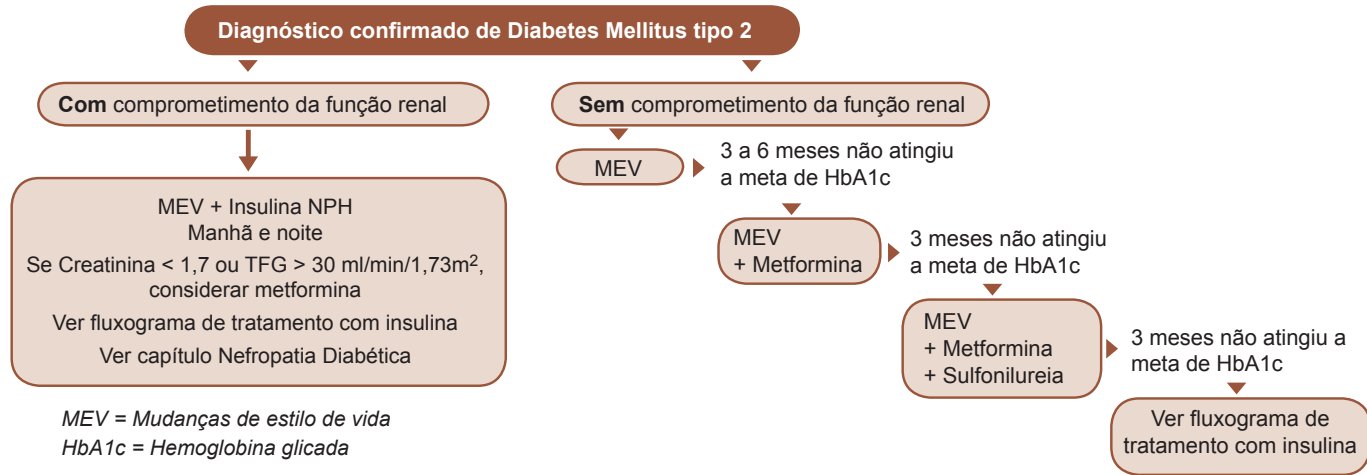 Diagnóstico confirmado de Diabetes Mellitus tipo 2
Com comprometimento da função renal
MEV + Insulina NPH
Manhã e noite
Se Creatinina < 1,7 ou TFG > 30 ml/min/1,73m²,
considerar metformina
Ver fluxograma de tratamento com insulina
Ver capítulo Nefropatia Diabética
Sem comprometimento da função renal
MEV
3 a 6 meses não atingiu
a meta de HbA1c
MEV
+ Metformina
3 meses não atingiu
a meta de HbA1c
MEV
+ Metformina
+ Sulfonilureia
3 meses não atingiu a
meta de HbA1c
Ver fluxograma de
tratamento com insulina
MEV = Mudanças de estilo de vida
HbA1c = Hemoglobina glicada